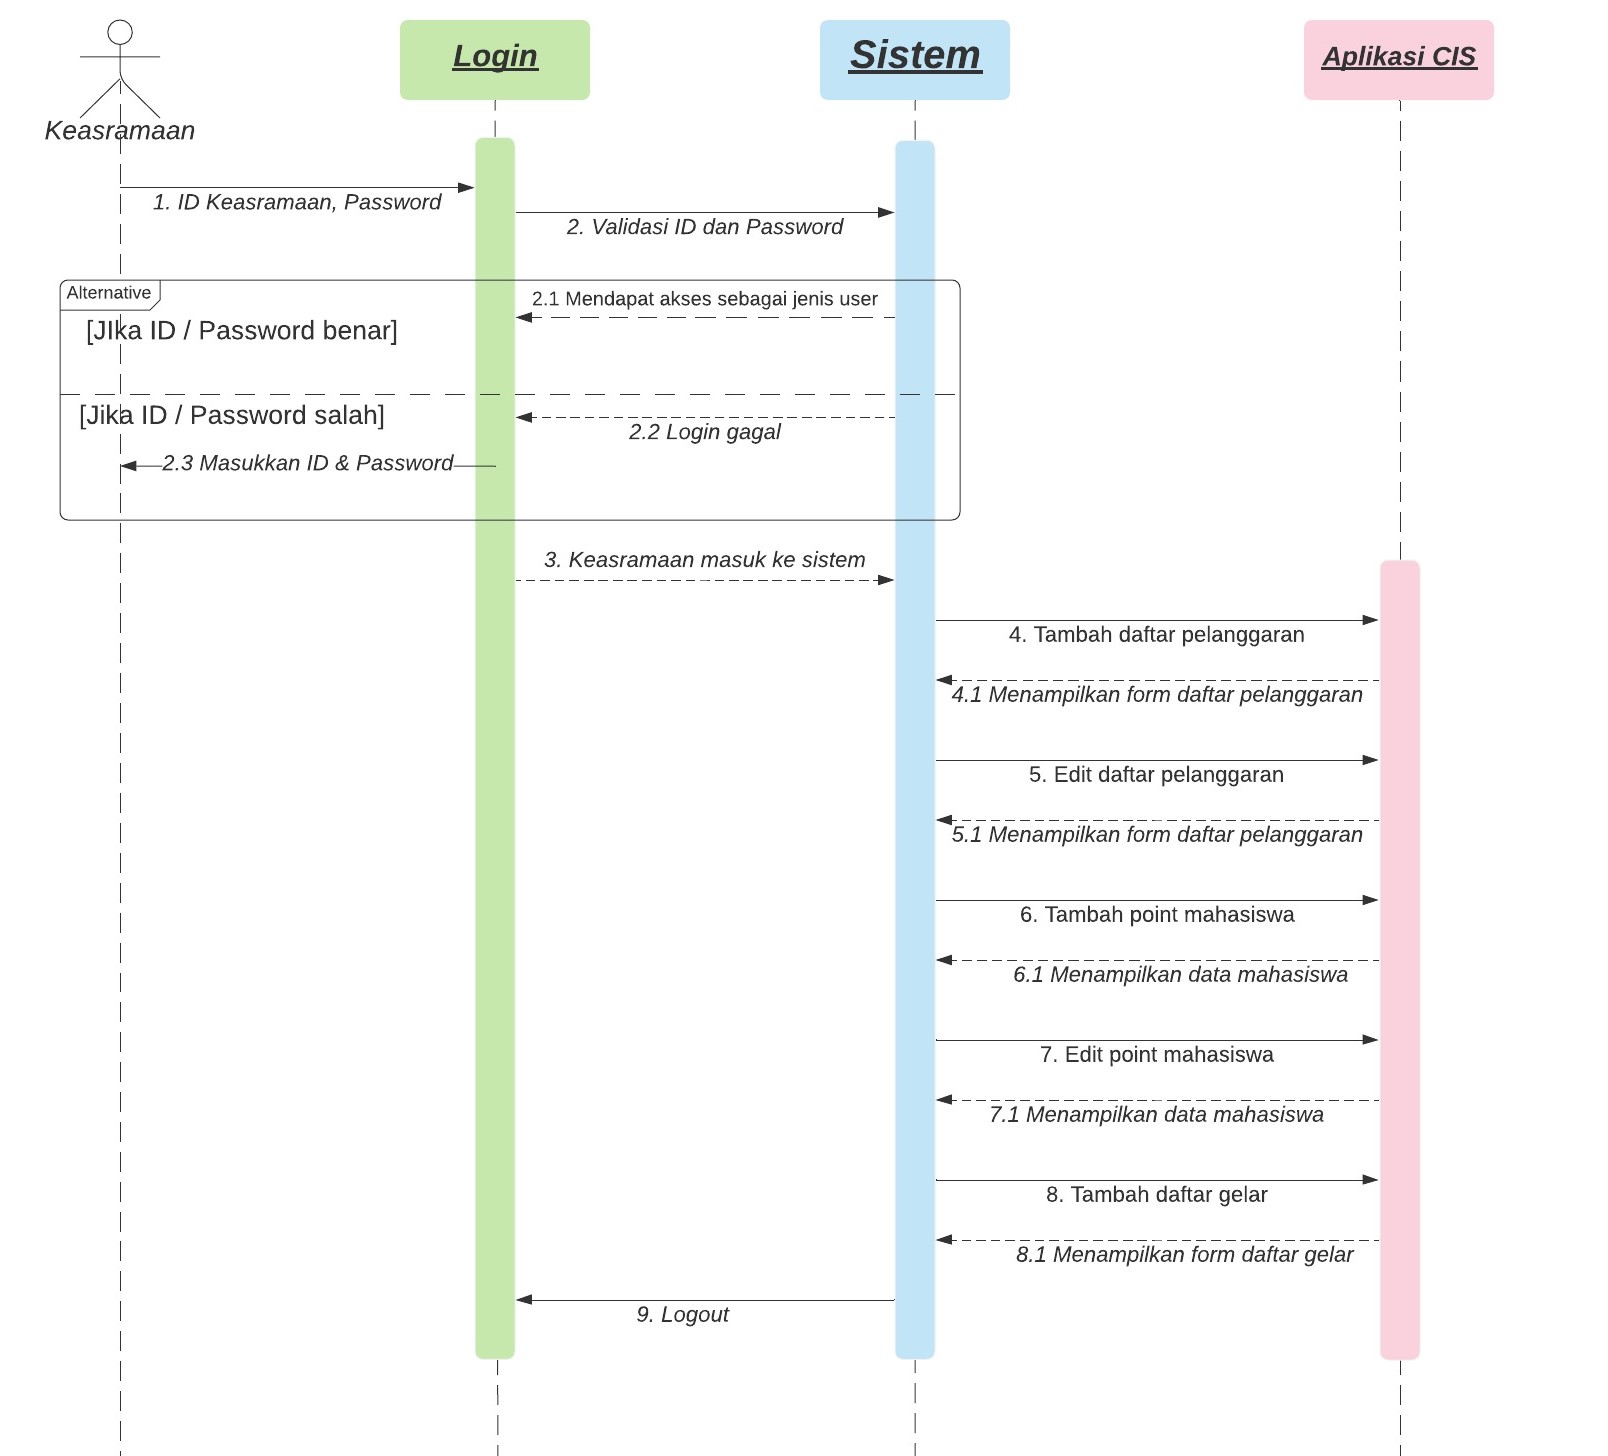 Login
Sistem
Aplikasi CIS
Keasramaan
1. ID Keasramaan, Password
2. Validasi ID dan Password
Alternative
2.1 Mendapat akses sebagai jenis user
[JIka ID / Password benar]
[Jika ID / Password salah]
2.2 Login gagal
2.3 Masukkan ID & Password
3. Keasramaan masuk ke sistem
4. Tambah daftar pelanggaran
4.1 Menampilkan form daftar pelanggaran
5. Edit daftar pelanggaran
5.1 Menampilkan form daftar pelanggaran
6. Tambah point mahasiswa
6.1 Menampilkan data mahasiswa
7. Edit point mahasiswa
7.1 Menampilkan data mahasiswa
8. Tambah daftar gelar
8.1 Menampilkan form daftar gelar
9. Logout